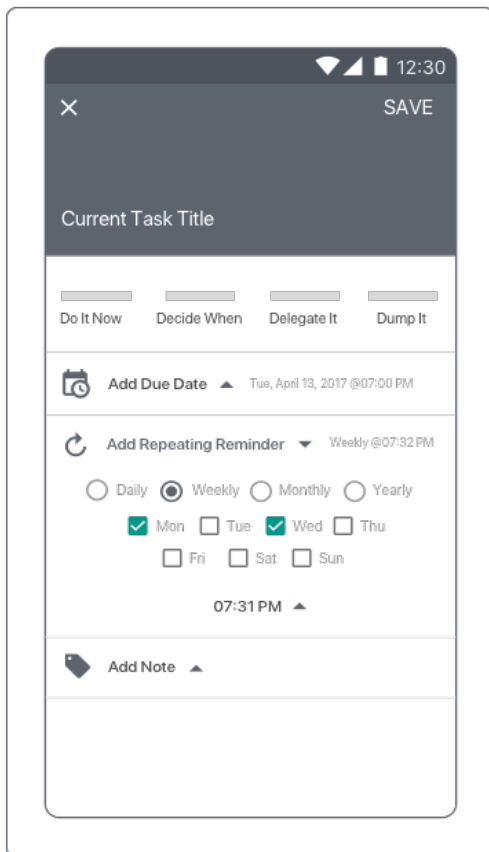 12:30
SAVE
Current Task Title
Do It Now Decide When Delegate It Dump It
Add Due Date Tue, April 13, 2017 @07:00 PM
Add Repeating Reminder Weekly @07:32 PM
Daily Weekly Monthly Yearly
Mon Tue Wed Thu
Fri Sat Sun
07:31 PM
Add Note